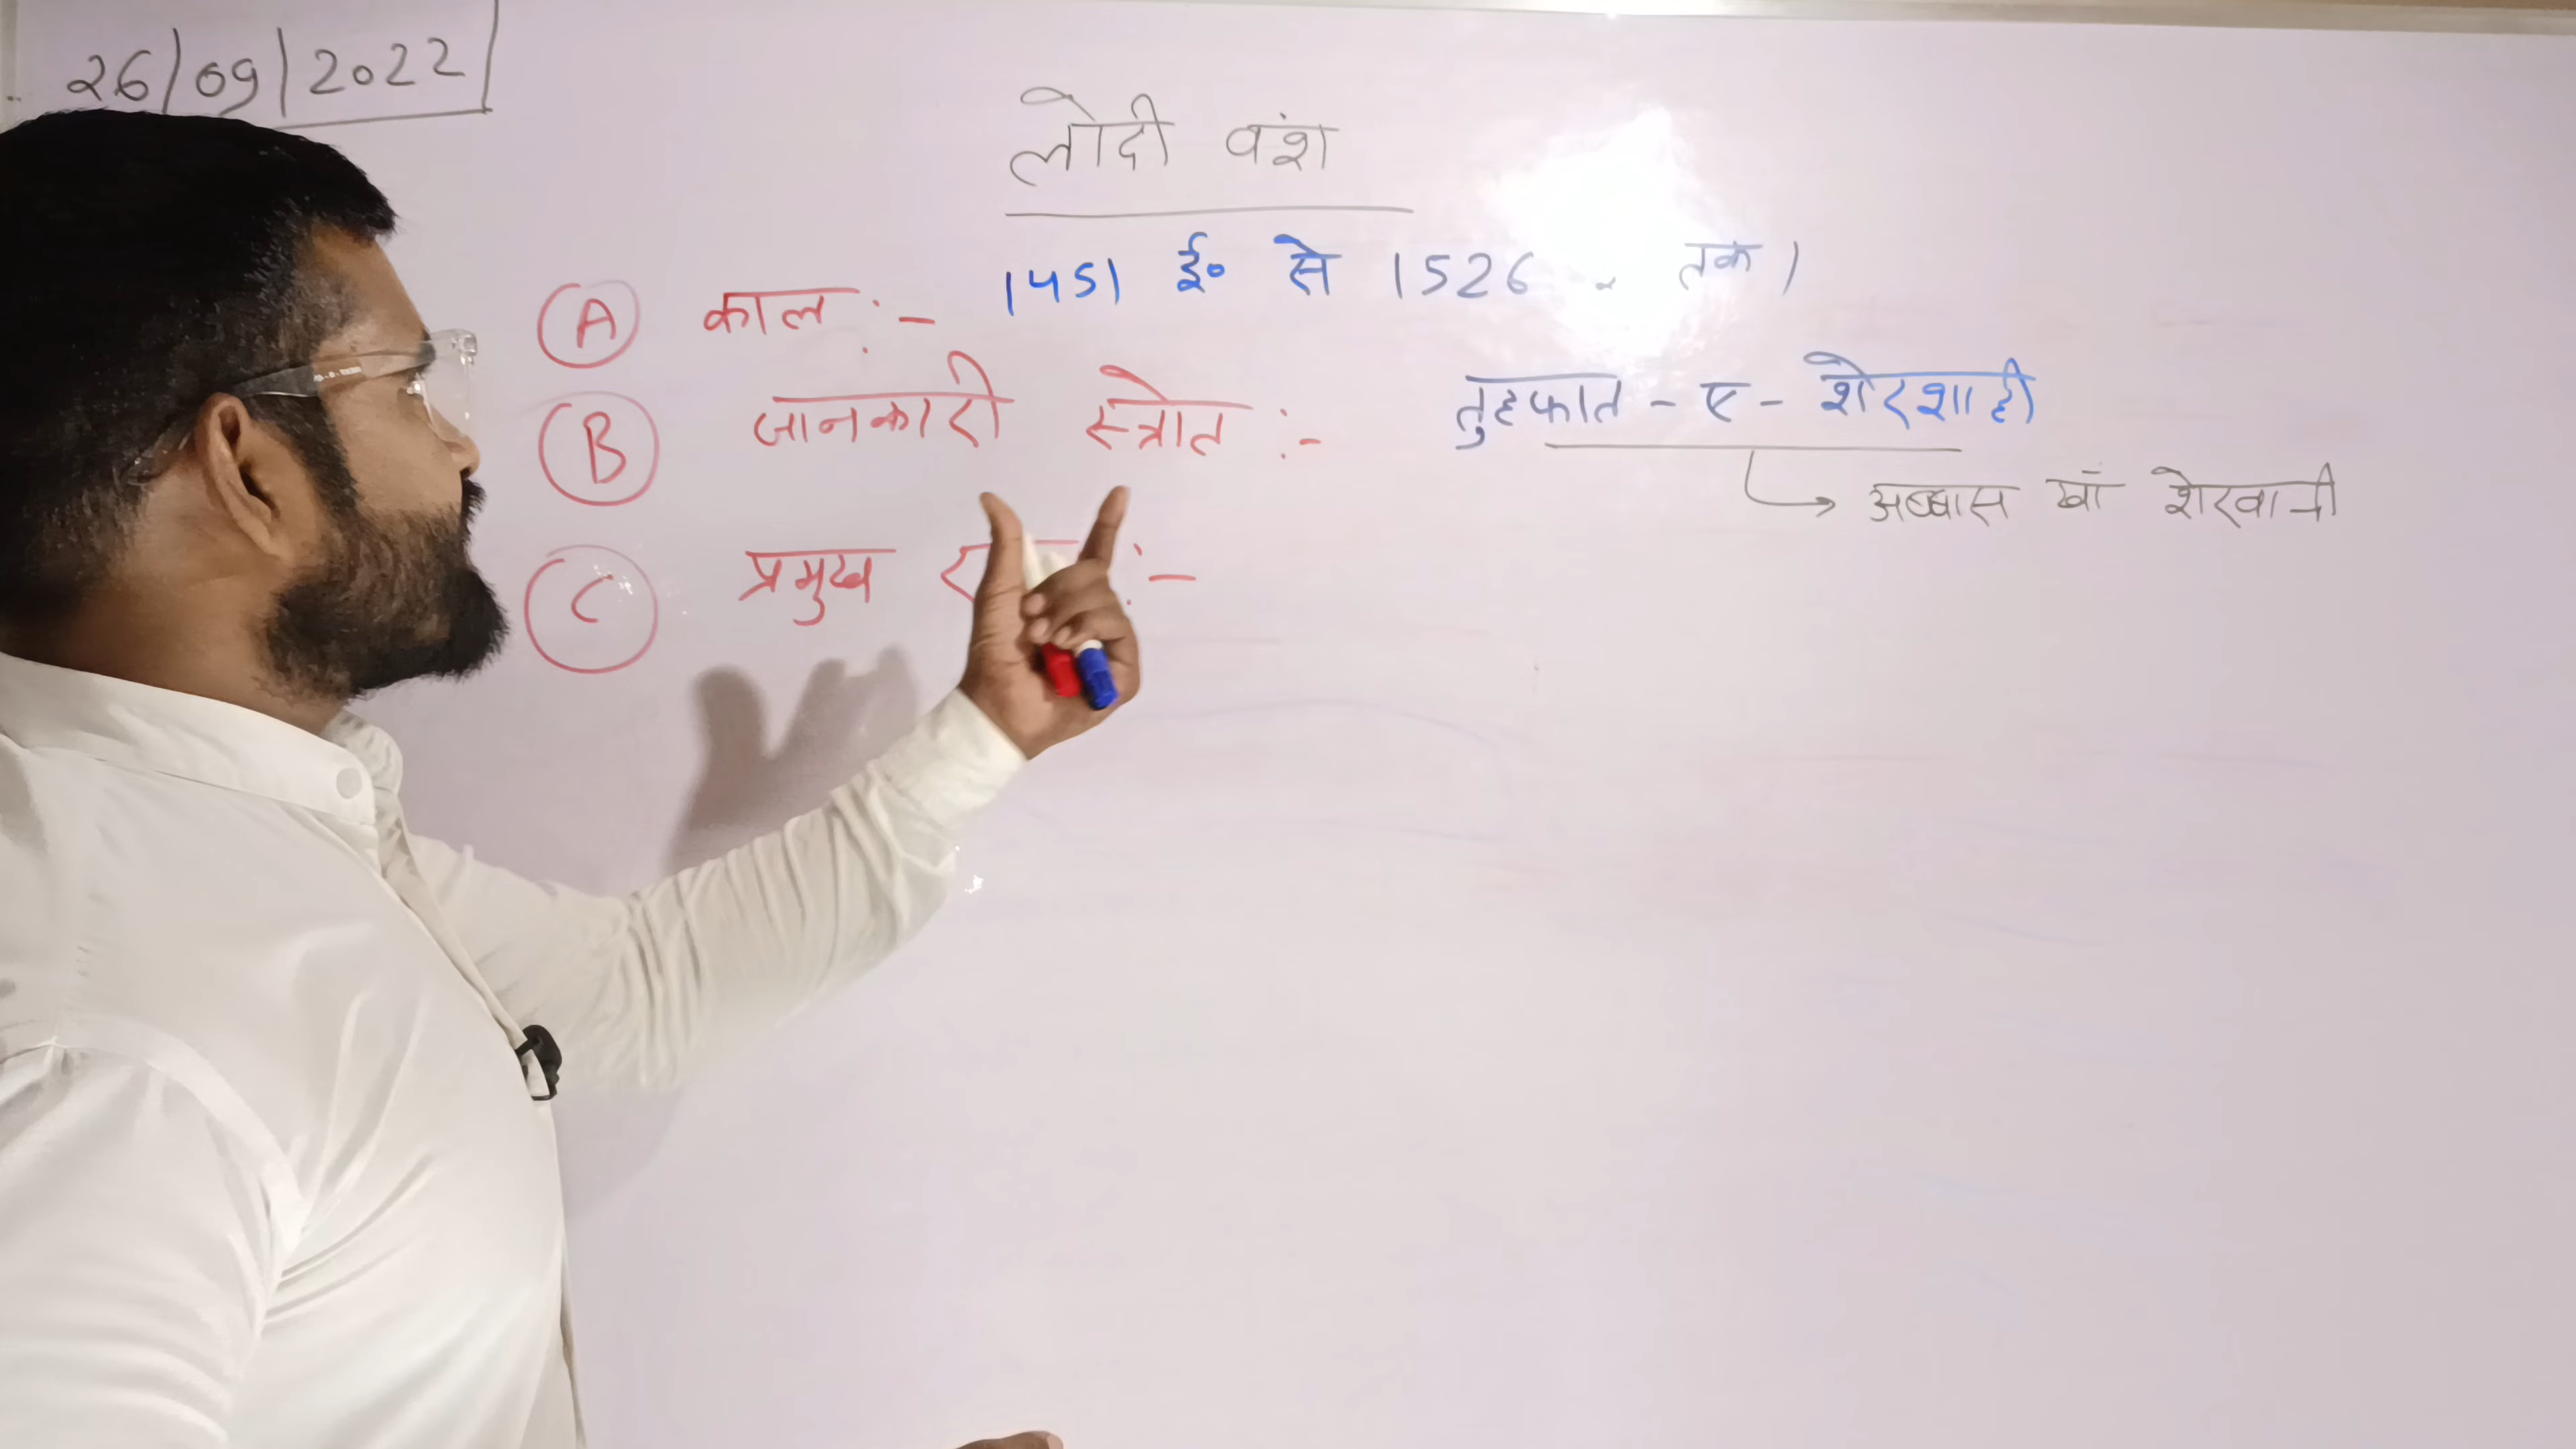 26/09/2022
लोदी वंश
A काल :- 1451 ई० से 1526 . तक।
B जानकारी स्त्रोत :- तुहफात - ए - शेरशाही
अब्बास खाँ शेरवानी
C प्रमुख :-